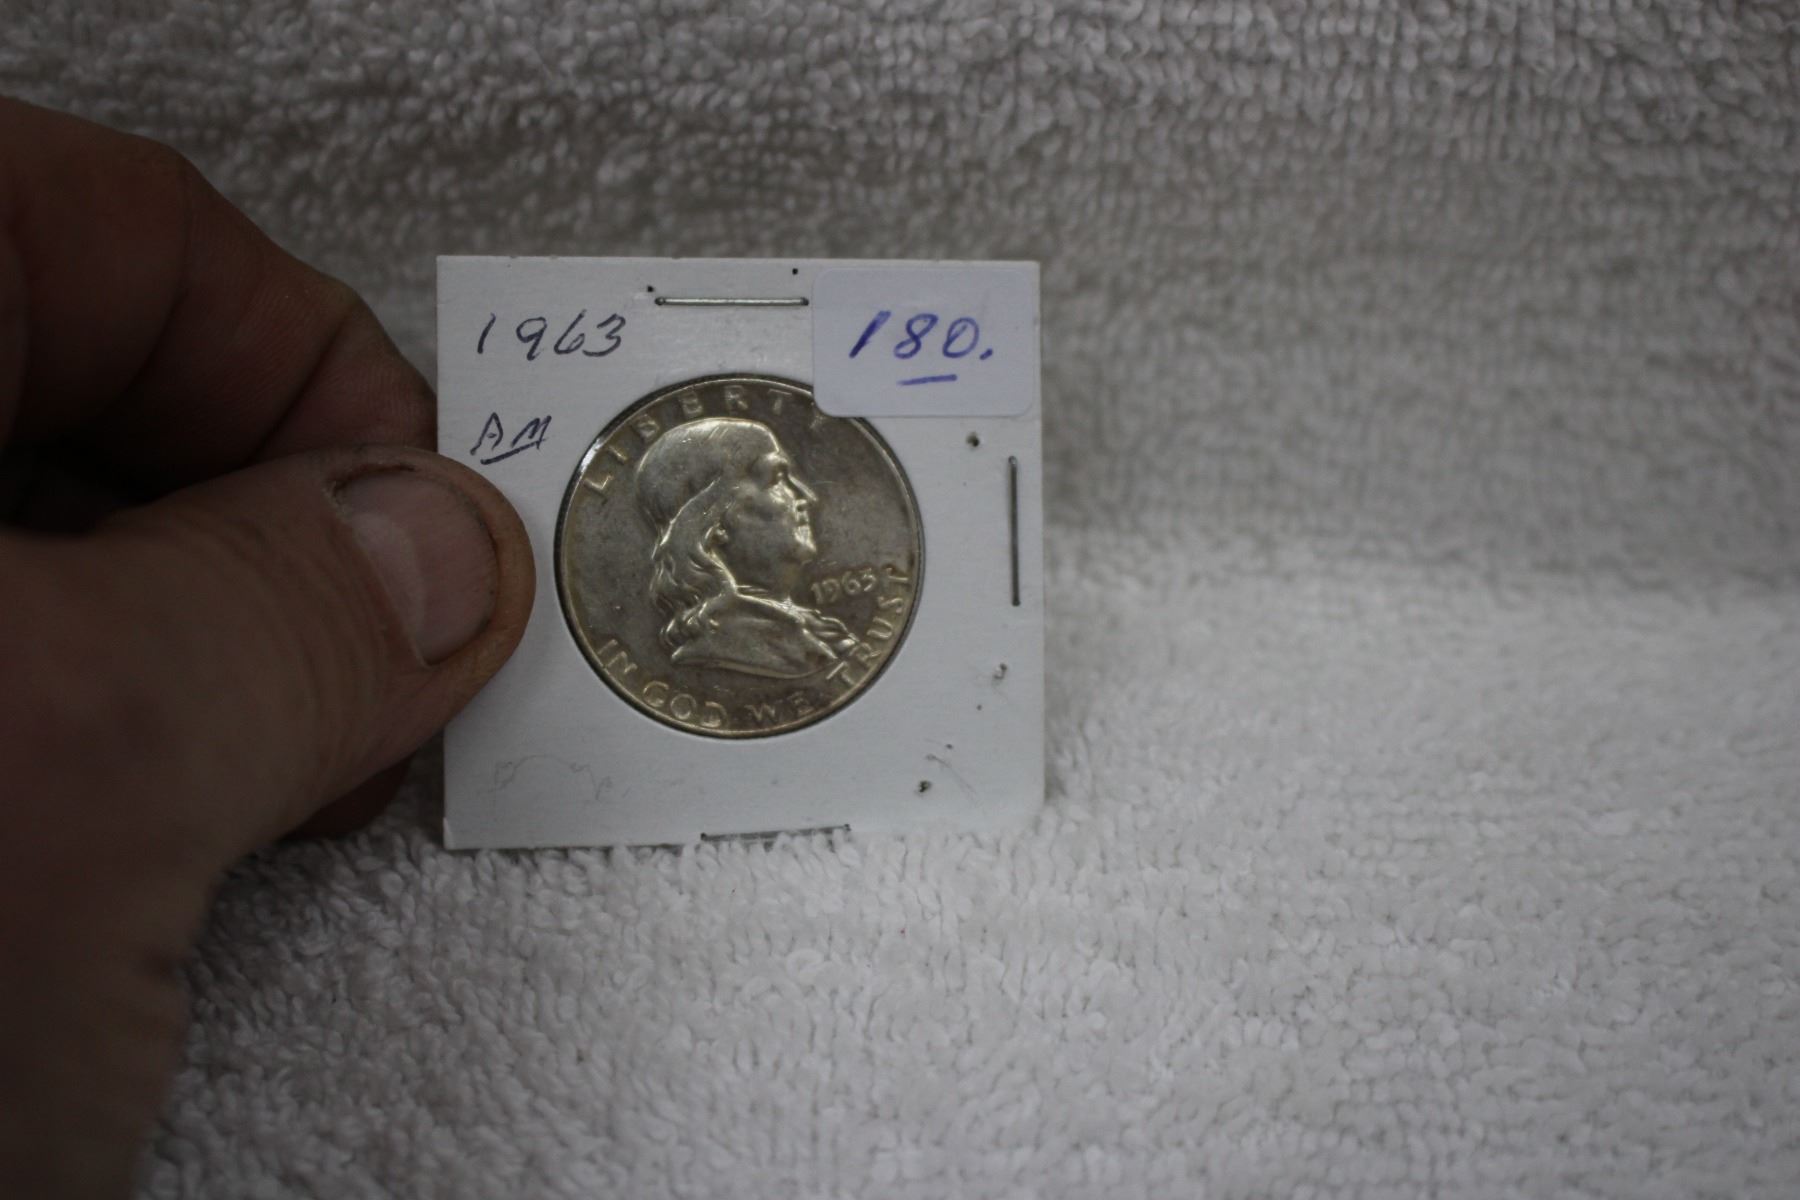 1963
180.
AM
LIBERTY
1963
IN GOD WE TRUST